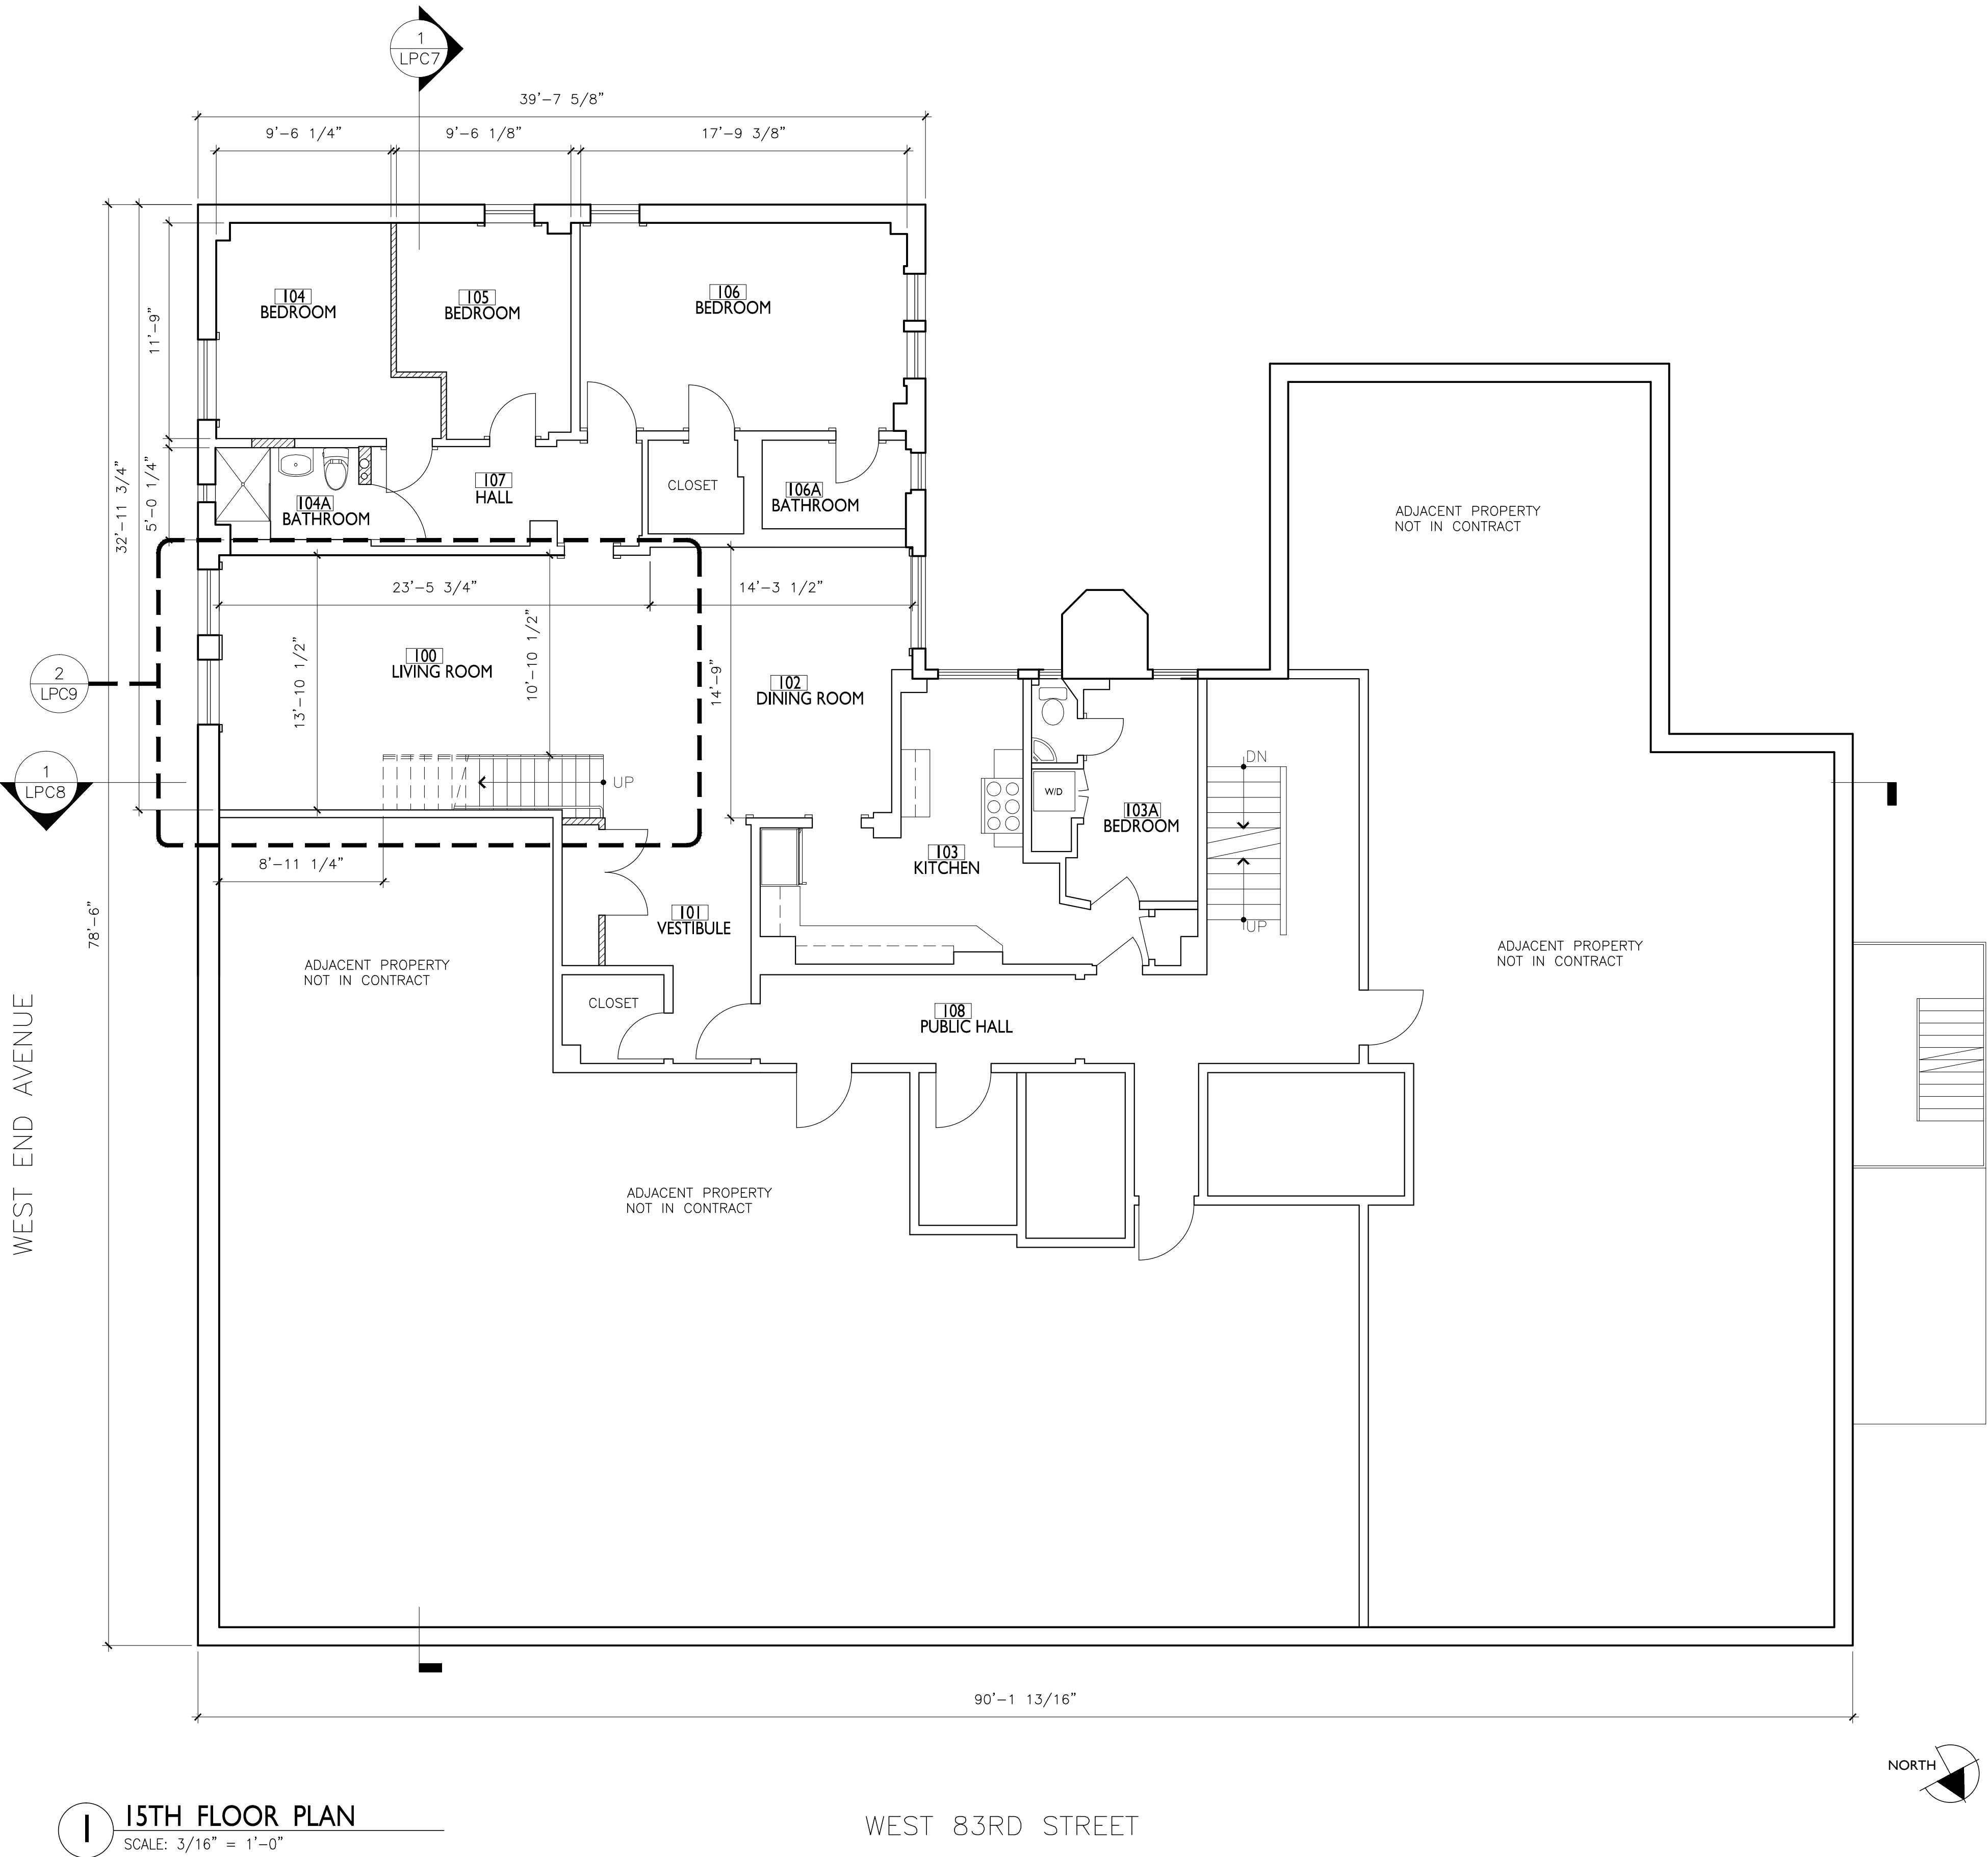 1
LPC7
39'-7 5/8"
9'-6 1/4"
9'-6 1/8"
17'-9 3/8"
104
BEDROOM
105
BEDROOM
106
BEDROOM
11'-9"
32'-11 3/4"
5'-0 1/4"
107
HALL
CLOSET
104A
BATHROOM
106A
BATHROOM
ADJACENT PROPERTY
NOT IN CONTRACT
23'-5 3/4"
14'-3 1/2"
13'-10 1/2"
10'-10 1/2"
14'-9"
100
LIVING ROOM
102
DINING ROOM
2
LPC9
1
LPC8
UP
DN
W/D
103A
BEDROOM
103
KITCHEN
8'-11 1/4"
78'-6"
101
VESTIBULE
UP
ADJACENT PROPERTY
NOT IN CONTRACT
ADJACENT PROPERTY
NOT IN CONTRACT
CLOSET
108
PUBLIC HALL
WEST END AVENUE
ADJACENT PROPERTY
NOT IN CONTRACT
90'-1 13/16"
NORTH
1
15TH FLOOR PLAN
SCALE: 3/16" = 1'-0"
WEST 83RD STREET